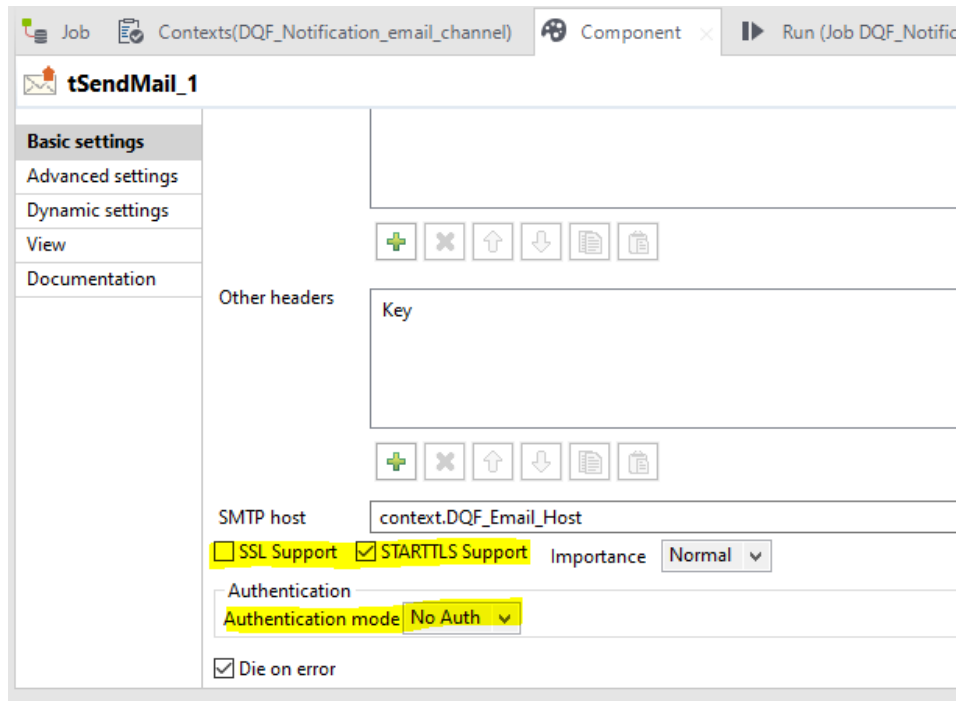 Job Contexts(DQF_Notification_email_channel) Component Run (Job DQF_Notific
tSendMail_1
Basic settings
Advanced settings
Dynamic settings
View
Documentation
Other headers
Key
SMTP host context.DQF_Email_Host
SSL Support STARTTLS Support Importance Normal
Authentication
Authentication mode No Auth
Die on error